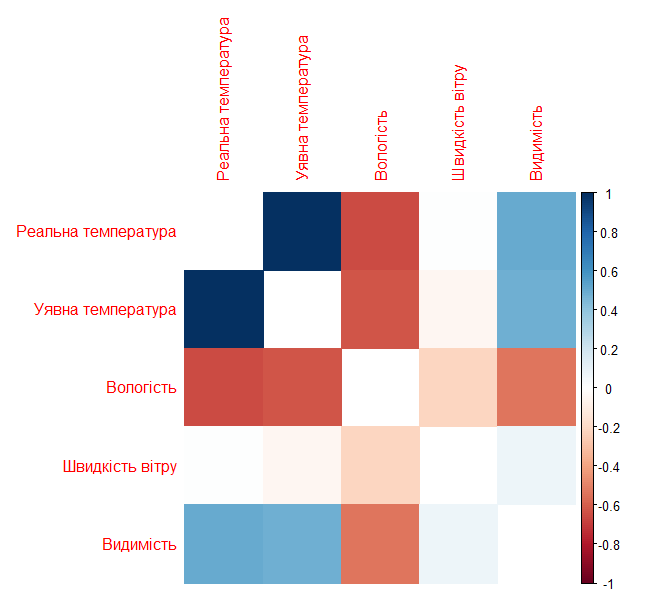 Реальна температура
Уявна температура
Вологість
Швидкість вітру
Видимість
Реальна температура
Уявна температура
Вологість
Швидкість вітру
Видимість
1
0.8
0.6
0.4
0.2
0
-0.2
-0.4
-0.6
-0.8
-1